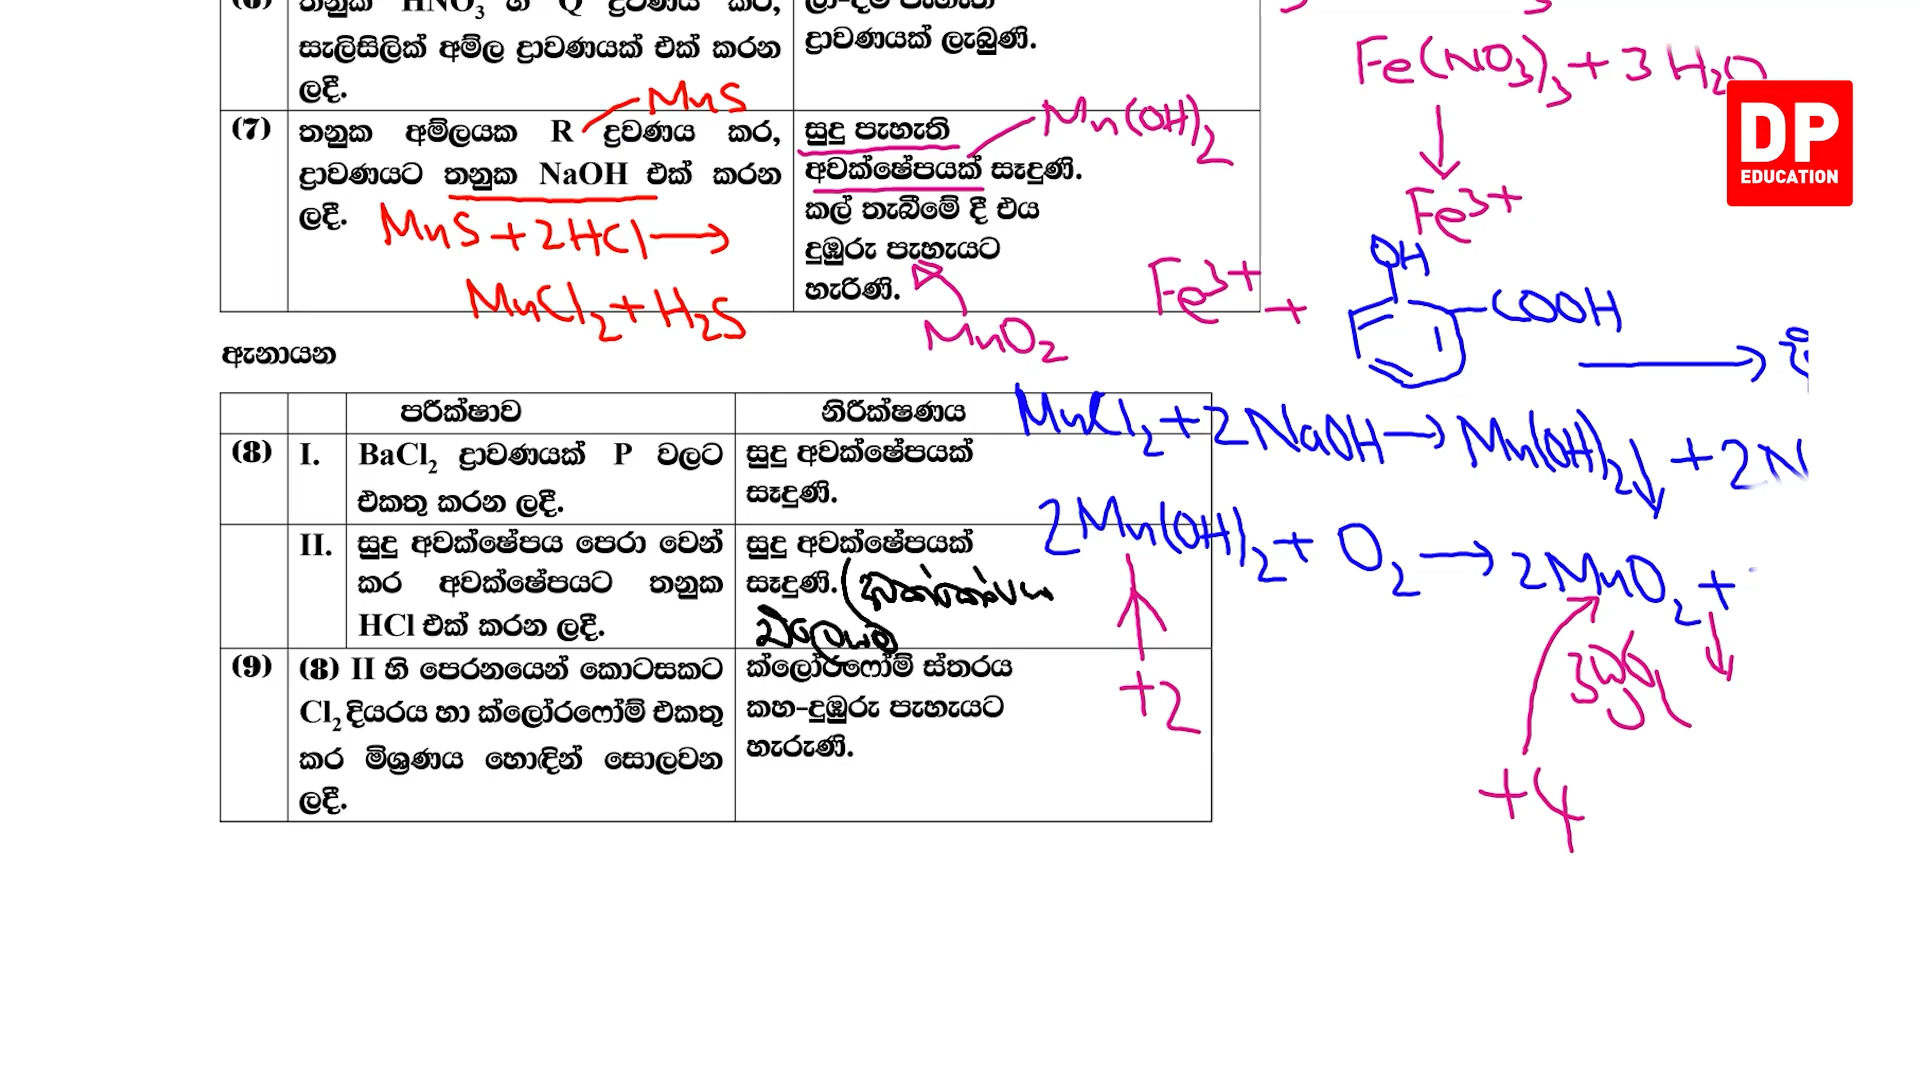 (6) තනුක HNO₃ හි Q ද්‍රවණය කර, සැලිසිලික් අම්ල ද්‍රාවණයක් එක් කරන ලදී.
ද්‍රාවණයක් ලැබුණි.
(7) තනුක අම්ලයක R ද්‍රවණය කර, ද්‍රාවණයට තනුක NaOH එක් කරන ලදී.
MnS
MnS + 2HCl →
MnCl₂ + H₂S
සුදු පැහැති
අවක්ෂේපයක් සෑදුණි.
කල් තැබීමේ දී එය
දුඹුරු පැහැයට
හැරිණි.
Mn(OH)₂
MnO₂
Fe(NO₃)₃ + 3H₂O
↓
Fe³⁺
DP
EDUCATION
Fe³⁺ +
OH
COOH
→
ඇනායන
පරීක්ෂාව
නිරීක්ෂණය
(8) I. BaCl₂ ද්‍රාවණයක් P වලට එකතු කරන ලදී.
සුදු අවක්ෂේපයක්
සෑදුණි.
II. සුදු අවක්ෂේපය පෙරා වෙන් කර අවක්ෂේපයට තනුක HCl එක් කරන ලදී.
සුදු අවක්ෂේපයක්
සෑදුණි.
(9) (8) II හි පෙරනයෙන් කොටසකට Cl₂ දියරය හා ක්ලෝරෆෝම් එකතු කර මිශ්‍රණය හොඳින් සොලවන ලදී.
ක්ලෝරෆෝම් ස්තරය
කහ-දුඹුරු පැහැයට
හැරුණි.
MnCl₂ + 2NaOH → Mn(OH)₂↓ + 2N
2Mn(OH)₂ + O₂ → 2MnO₂ +
+2
+4